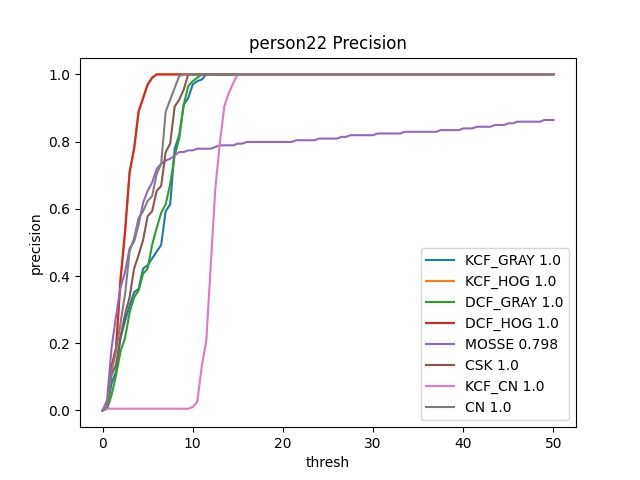 person22 Precision
precision
1.0
0.8
0.6
0.4
0.2
0.0
KCF_GRAY 1.0
KCF_HOG 1.0
DCF_GRAY 1.0
DCF_HOG 1.0
MOSSE 0.798
CSK 1.0
KCF_CN 1.0
CN 1.0
0 10 20 30 40 50
thresh